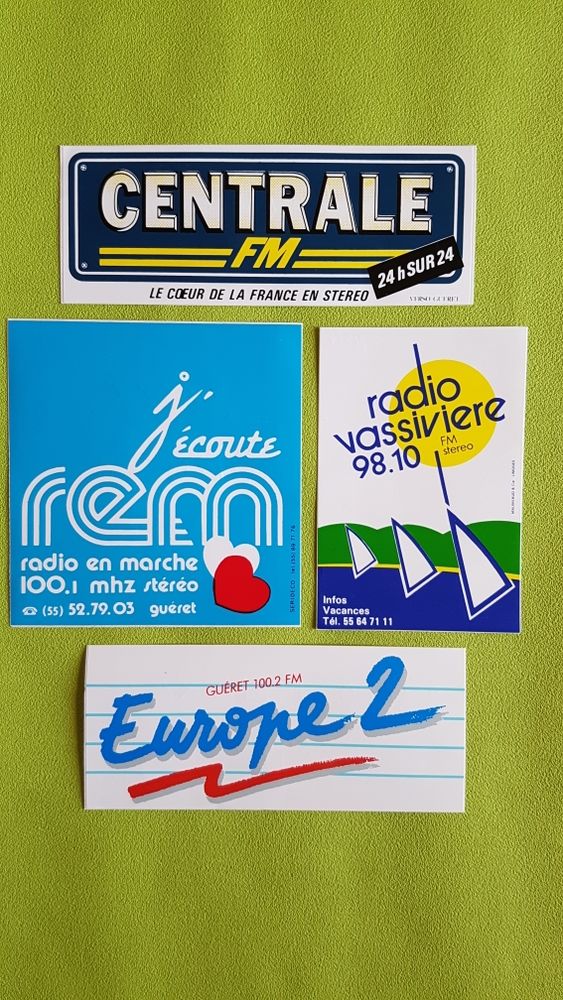 CENTRALE
FM
24 h SUR 24
LE CŒUR DE LA FRANCE EN STEREO
VERSO-GUERET
j'écoute
rem
radio en marche
100.1 mhz stéréo
☎ (55) 52.79.03 guéret
radio
vassiviere
98.10 FM
stereo
Infos
Vacances
Tél. 55 64 71 11
GUÉRET 100.2 FM
Europe 2